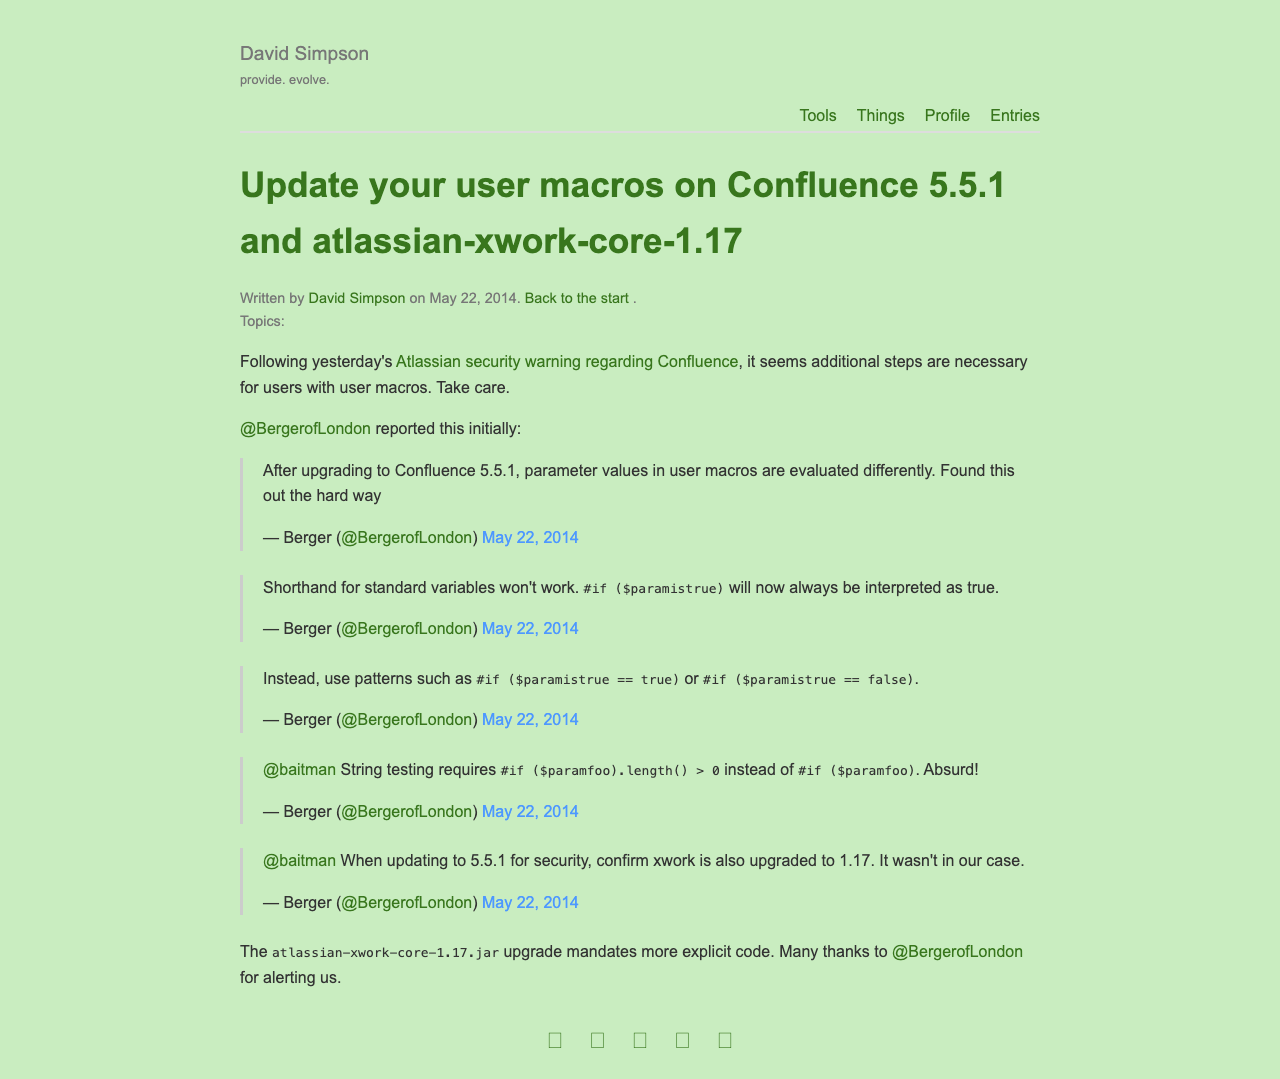 David Simpson
provide. evolve.
Tools Things Profile Entries
Update your user macros on Confluence 5.5.1
and atlassian-xwork-core-1.17
Written by David Simpson on May 22, 2014. Back to the start .
Topics:
Following yesterday's Atlassian security warning regarding Confluence, it seems additional steps are necessary
for users with user macros. Take care.
@BergerofLondon reported this initially:
After upgrading to Confluence 5.5.1, parameter values in user macros are evaluated differently. Found this
out the hard way
— Berger (@BergerofLondon) May 22, 2014
Shorthand for standard variables won't work. #if ($paramistrue) will now always be interpreted as true.
— Berger (@BergerofLondon) May 22, 2014
Instead, use patterns such as #if ($paramistrue == true) or #if ($paramistrue == false).
— Berger (@BergerofLondon) May 22, 2014
@baitman String testing requires #if ($paramfoo).length() > 0 instead of #if ($paramfoo). Absurd!
— Berger (@BergerofLondon) May 22, 2014
@baitman When updating to 5.5.1 for security, confirm xwork is also upgraded to 1.17. It wasn't in our case.
— Berger (@BergerofLondon) May 22, 2014
The atlassian-xwork-core-1.17.jar upgrade mandates more explicit code. Many thanks to @BergerofLondon
for alerting us.